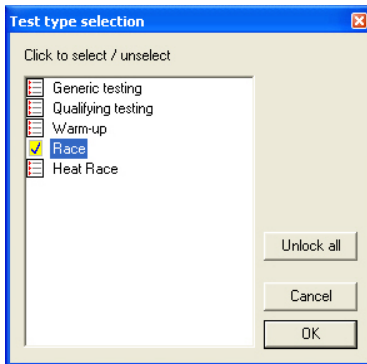 Test type selection
Click to select / unselect
Generic testing
Qualifying testing
Warm-up
Race
Heat Race
Unlock all
Cancel
OK